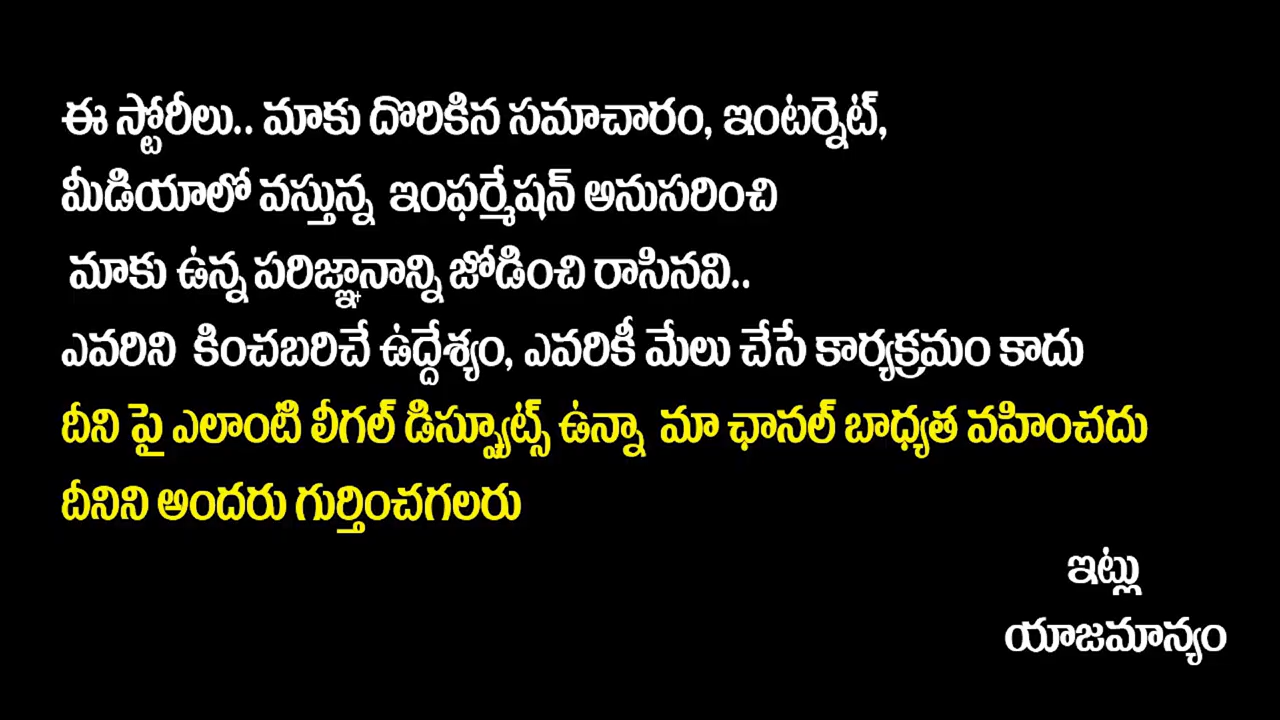 ఈ స్టోరీలు.. మాకు దొరికిన సమాచారం, ఇంటర్నెట్,
మీడియాలో వస్తున్న ఇంఫర్మేషన్ అనుసరించి
మాకు ఉన్న పరిజ్ఞానాన్ని జోడించి రాసినవి..
ఎవరిని కించబరిచే ఉద్దేశ్యం, ఎవరికీ మేలు చేసే కార్యక్రమం కాదు
దీని పై ఎలాంటి లీగల్ డిస్ప్యూట్స్ ఉన్నా మా ఛానల్ బాధ్యత వహించదు
దీనిని అందరు గుర్తించగలరు
ఇట్లు
యాజమాన్యం